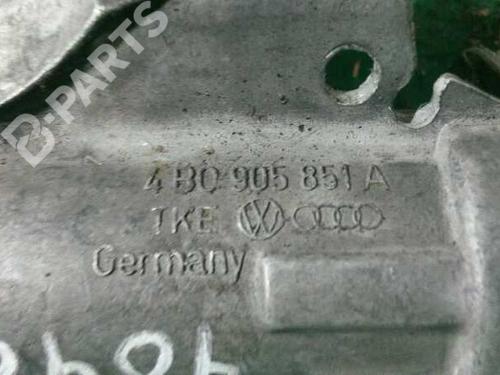 B-PARTS
4B0 905 851 A
TKE
Germany